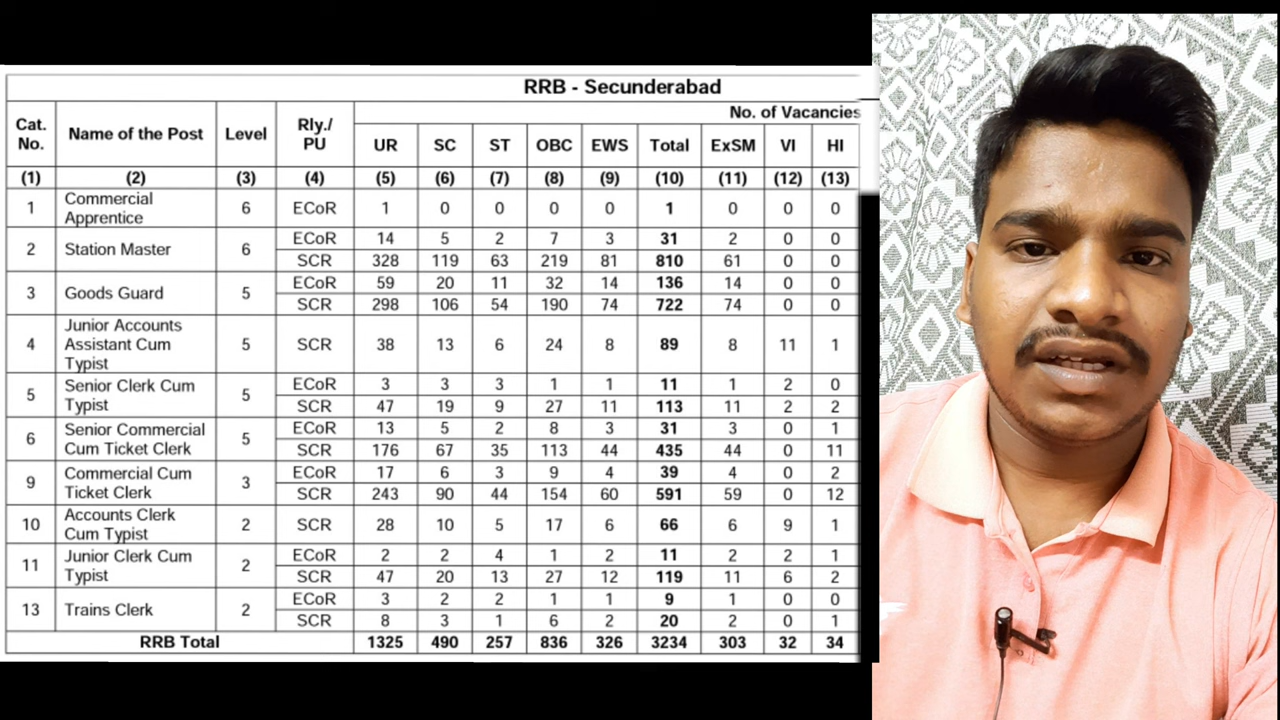 RRB - Secunderabad
Cat. No. Name of the Post Level Rly./ PU No. of Vacancies
UR SC ST OBC EWS Total ExSM VI HI
(1) (2) (3) (4) (5) (6) (7) (8) (9) (10) (11) (12) (13)
1 Commercial Apprentice 6 ECoR 1 0 0 0 0 1 0 0 0
2 Station Master 6 ECoR 14 5 2 7 3 31 2 0 0
SCR 328 119 63 219 81 810 61 0 0
3 Goods Guard 5 ECoR 59 20 11 32 14 136 14 0 0
SCR 298 106 54 190 74 722 74 0 0
4 Junior Accounts Assistant Cum Typist 5 SCR 38 13 6 24 8 89 8 11 1
5 Senior Clerk Cum Typist 5 ECoR 3 3 3 1 1 11 1 2 0
SCR 47 19 9 27 11 113 11 2 2
6 Senior Commercial Cum Ticket Clerk 5 ECoR 13 5 2 8 3 31 3 0 1
SCR 176 67 35 113 44 435 44 0 11
9 Commercial Cum Ticket Clerk 3 ECoR 17 6 3 9 4 39 4 0 2
SCR 243 90 44 154 60 591 59 0 12
10 Accounts Clerk Cum Typist 2 SCR 28 10 5 17 6 66 6 9 1
11 Junior Clerk Cum Typist 2 ECoR 2 2 4 1 2 11 2 2 1
SCR 47 20 13 27 12 119 11 6 2
13 Trains Clerk 2 ECoR 3 2 2 1 1 9 1 0 0
SCR 8 3 1 6 2 20 2 0 1
RRB Total 1325 490 257 836 326 3234 303 32 34